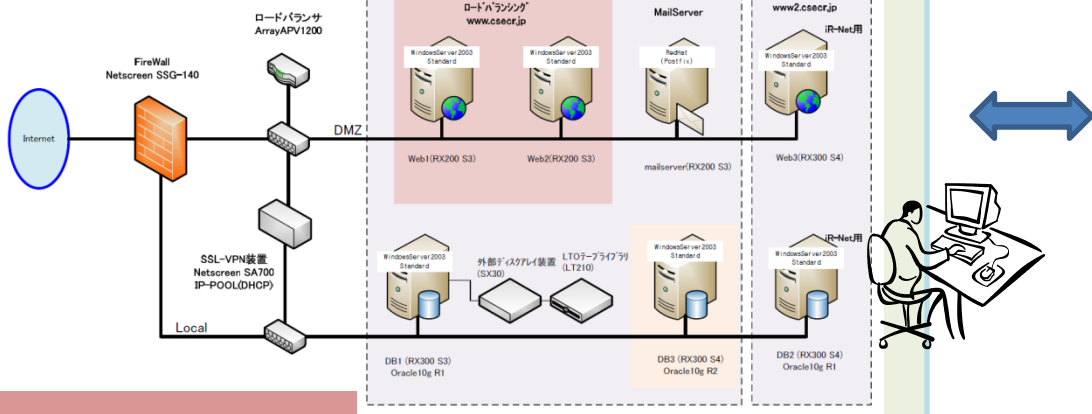 ロードバランサ
ArrayAPV1200
FireWall
Netscreen SSG-140
Internet
DMZ
SSL-VPN装置
Netscreen SA700
IP-POOL(DHCP)
Local
ロードバランシング
www.csecr.jp
WindowsServer2003
Standard
Web1(RX200 S3)
WindowsServer2003
Standard
Web2(RX200 S3)
MailServer
RedHat
(Postfix)
mailserver(RX200 S3)
www2.csecr.jp
iR-Net用
WindowsServer2003
Standard
Web3(RX300 S4)
WindowsServer2003
Standard
DB1 (RX300 S3)
Oracle10g R1
外部ディスクアレイ装置
(SX30)
LTOテープライブラリ
(LT210)
WindowsServer2003
Standard
DB3 (RX300 S4)
Oracle10g R2
iR-Net用
WindowsServer2003
Standard
DB2 (RX300 S4)
Oracle10g R1